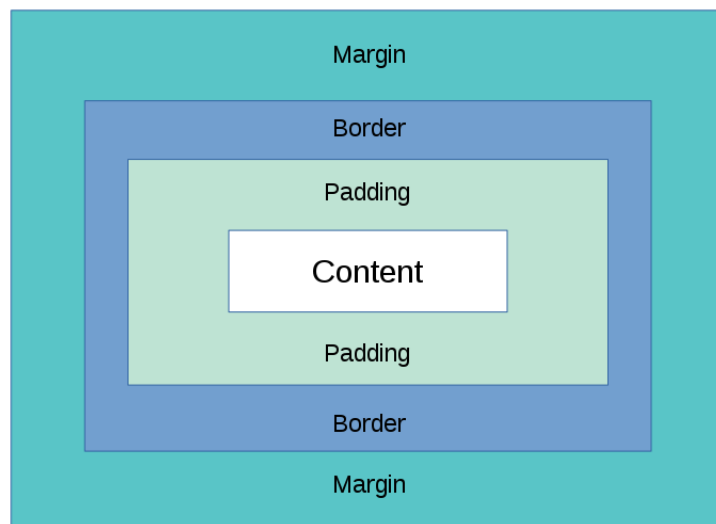 Margin
Border
Padding
Content
Padding
Border
Margin